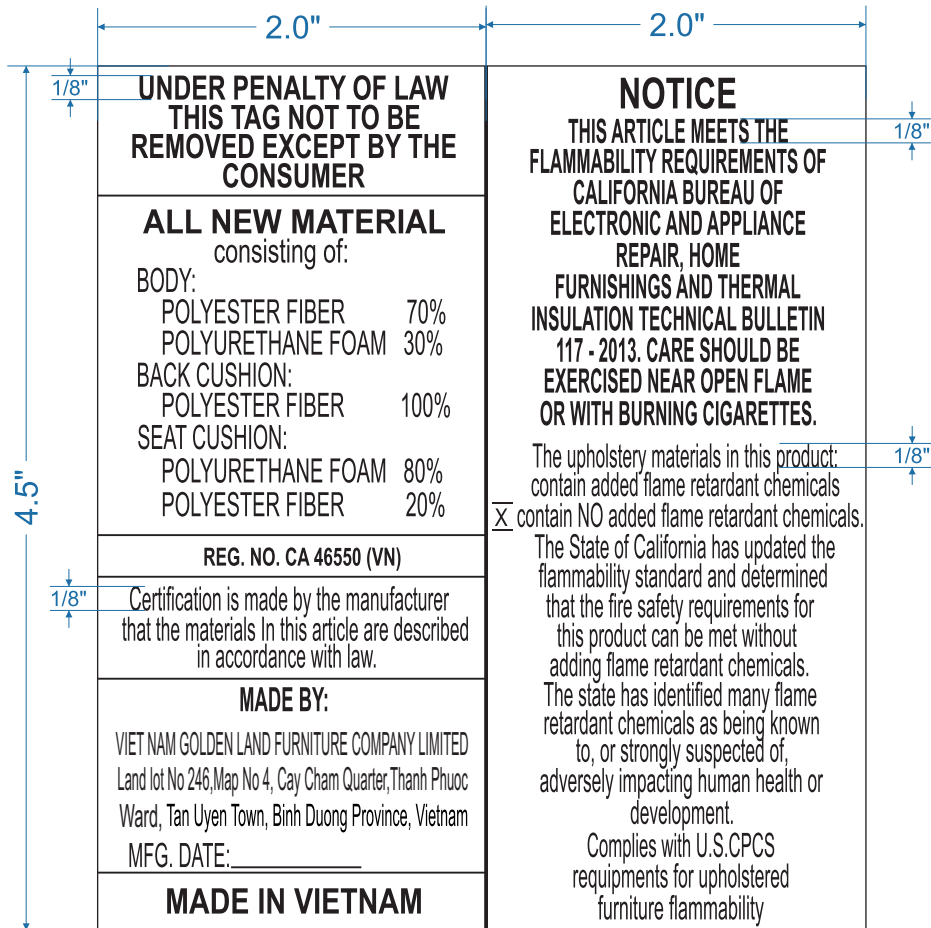 2.0" 2.0"
1/8"
4.5"
UNDER PENALTY OF LAW
THIS TAG NOT TO BE
REMOVED EXCEPT BY THE
CONSUMER
ALL NEW MATERIAL
consisting of:
BODY:
POLYESTER FIBER 70%
POLYURETHANE FOAM 30%
BACK CUSHION:
POLYESTER FIBER 100%
SEAT CUSHION:
POLYURETHANE FOAM 80%
POLYESTER FIBER 20%
REG. NO. CA 46550 (VN)
1/8"
Certification is made by the manufacturer
that the materials In this article are described
in accordance with law.
MADE BY:
VIET NAM GOLDEN LAND FURNITURE COMPANY LIMITED
Land lot No 246,Map No 4, Cay Cham Quarter,Thanh Phuoc
Ward, Tan Uyen Town, Binh Duong Province, Vietnam
MFG. DATE:____________
MADE IN VIETNAM
NOTICE
THIS ARTICLE MEETS THE
1/8"
FLAMMABILITY REQUIREMENTS OF
CALIFORNIA BUREAU OF
ELECTRONIC AND APPLIANCE
REPAIR, HOME
FURNISHINGS AND THERMAL
INSULATION TECHNICAL BULLETIN
117 - 2013. CARE SHOULD BE
EXERCISED NEAR OPEN FLAME
OR WITH BURNING CIGARETTES.
The upholstery materials in this product:
1/8"
contain added flame retardant chemicals
X contain NO added flame retardant chemicals.
The State of California has updated the
flammability standard and determined
that the fire safety requirements for
this product can be met without
adding flame retardant chemicals.
The state has identified many flame
retardant chemicals as being known
to, or strongly suspected of,
adversely impacting human health or
development.
Complies with U.S.CPCS
requipments for upholstered
furniture flammability